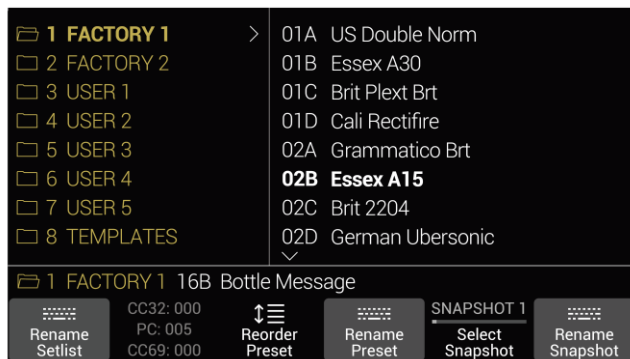 1 FACTORY 1 >
2 FACTORY 2
3 USER 1
4 USER 2
5 USER 3
6 USER 4
7 USER 5
8 TEMPLATES
01A US Double Norm
01B Essex A30
01C Brit Plext Brt
01D Cali Rectifire
02A Grammatico Brt
02B Essex A15
02C Brit 2204
02D German Ubersonic
1 FACTORY 1 16B Bottle Message
Rename
Setlist
CC32: 000
PC: 005
CC69: 000
Reorder
Preset
Rename
Preset
SNAPSHOT 1
Select
Snapshot
Rename
Snapshot